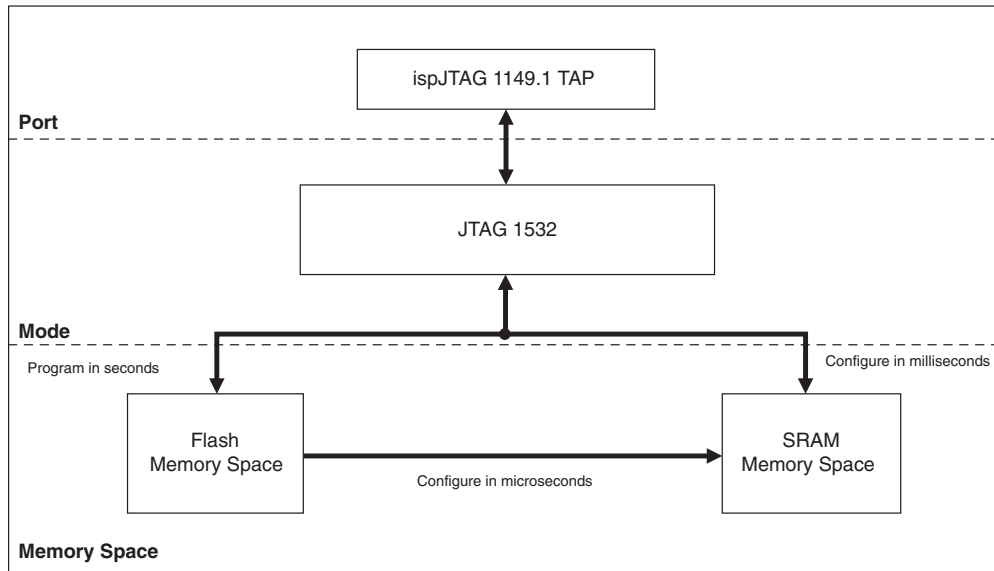 ispJTAG 1149.1 TAP
Port
JTAG 1532
Mode
Program in seconds
Configure in milliseconds
Flash
Memory Space
SRAM
Memory Space
Configure in microseconds
Memory Space